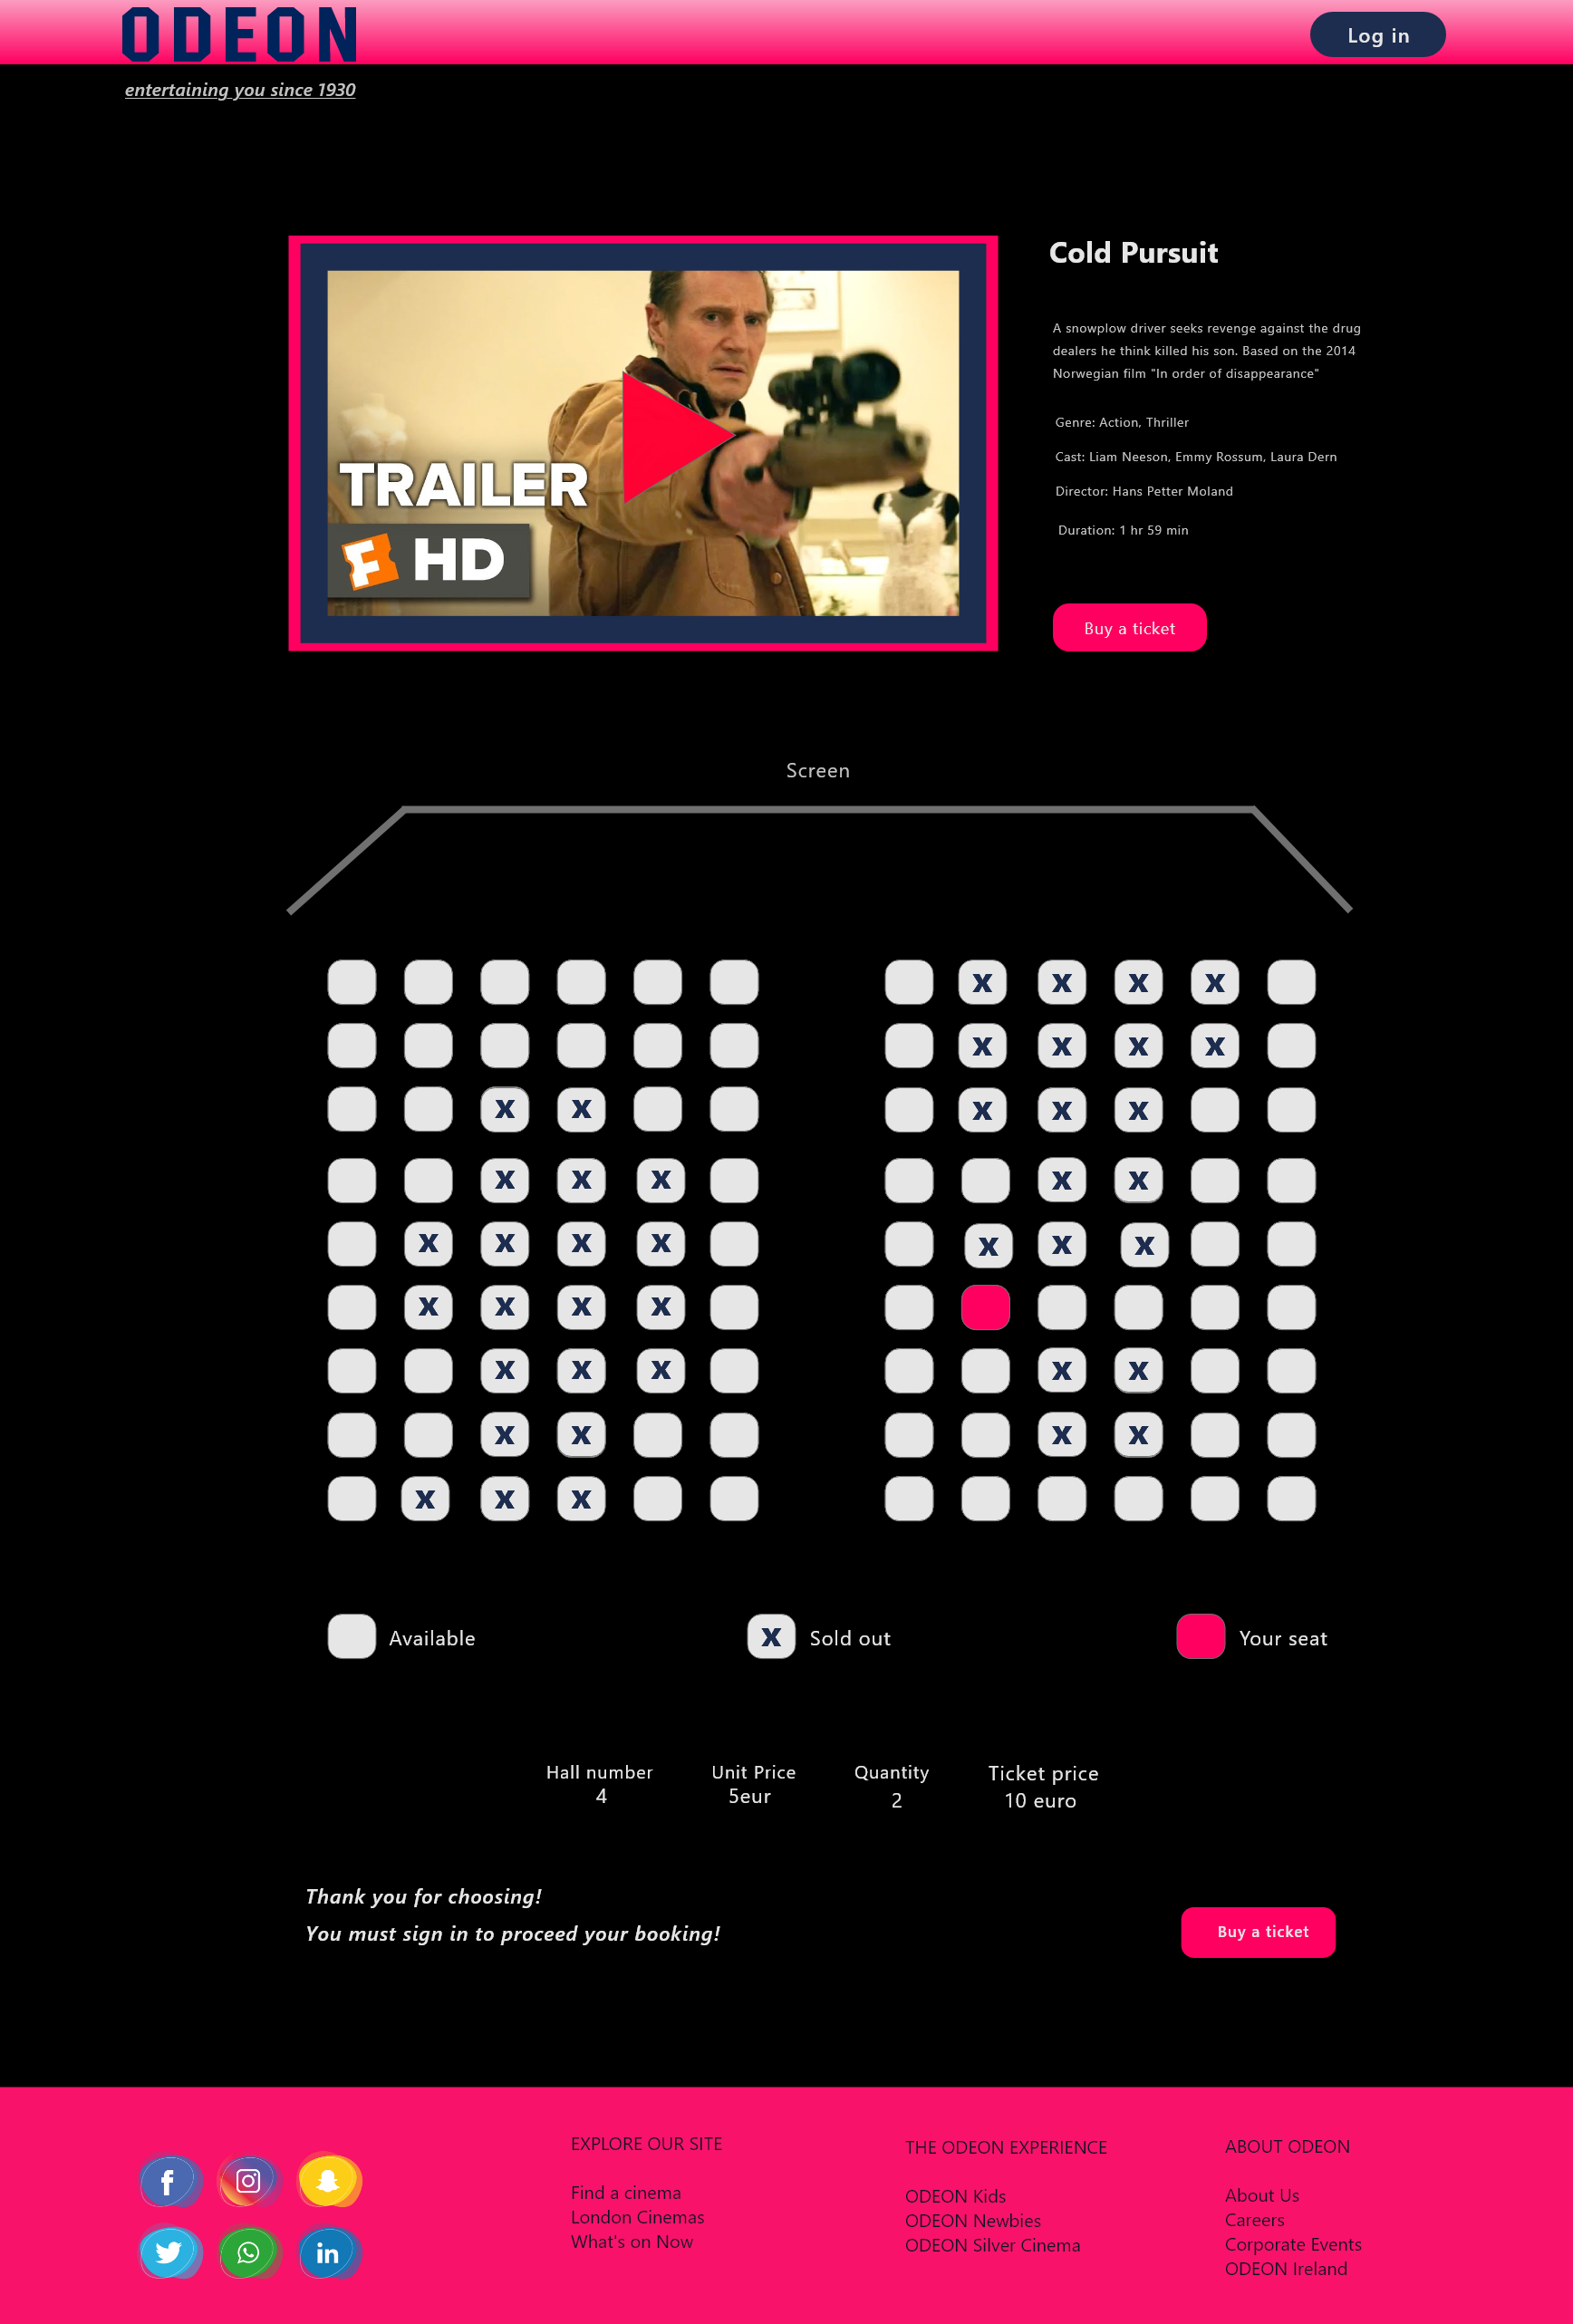 ODEON
Log in
entertaining you since 1930
Cold Pursuit
A snowplow driver seeks revenge against the drug
dealers he think killed his son. Based on the 2014
Norwegian film "In order of disappearance"
Genre: Action, Thriller
Cast: Liam Neeson, Emmy Rossum, Laura Dern
Director: Hans Petter Moland
Duration: 1 hr 59 min
TRAILER
F HD
Buy a ticket
Screen
X X X X
X X X X
X X X X X
X X X X X
X X X X X X X
X X X X
X X X X X
X X X X
X X X
Available
X Sold out
Your seat
Hall number Unit Price Quantity Ticket price
4 5eur 2 10 euro
Thank you for choosing!
You must sign in to proceed your booking!
Buy a ticket
EXPLORE OUR SITE
Find a cinema
London Cinemas
What's on Now
THE ODEON EXPERIENCE
ODEON Kids
ODEON Newbies
ODEON Silver Cinema
ABOUT ODEON
About Us
Careers
Corporate Events
ODEON Ireland
f
in